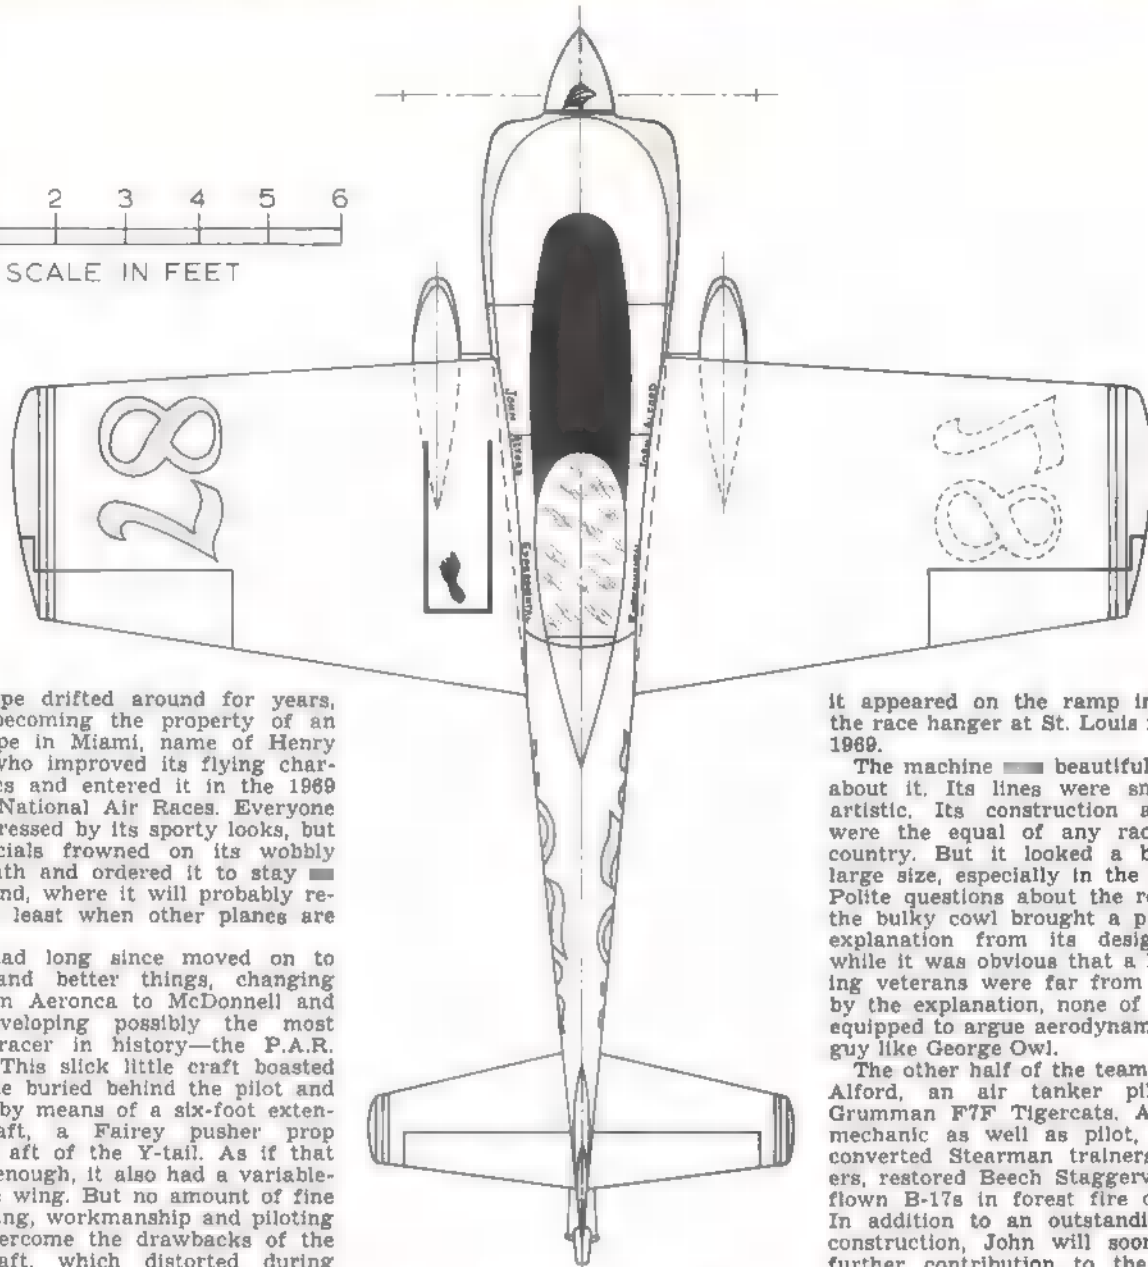 2 3 4 5 6
SCALE IN FEET
28
28
JOHN ALFORD
JOHN ALFORD
EXPERIMENTAL
pe drifted around for years,
becoming the property of an
pe in Miami, name of Henry
who improved its flying char-
cs and entered it in the 1969
National Air Races. Everyone
ressed by its sporty looks, but
cials frowned on its wobbly
ath and ordered it to stay
nd, where it will probably re-
least when other planes are
had long since moved on to
and better things, changing
m Aeronca to McDonnell and
veloping possibly the most
racer in history—the P.A.R.
This slick little craft boasted
e buried behind the pilot and
by means of a six-foot exten-
aft, a Fairey pusher prop
aft of the Y-tail. As if that
enough, it also had a variable-
e wing. But no amount of fine
ng, workmanship and piloting
ercome the drawbacks of the
aft, which distorted during
it appeared on the ramp in
the race hanger at St. Louis
1969.
The machine beautiful
about it. Its lines were sm
artistic. Its construction a
were the equal of any rac
country. But it looked a b
large size, especially in the
Polite questions about the re
the bulky cowl brought a p
explanation from its desig
while it was obvious that a
ing veterans were far from
by the explanation, none of
equipped to argue aerodynam
guy like George Owl.
The other half of the team
Alford, an air tanker pil
Grumman F7F Tigercats. A
mechanic as well as pilot,
converted Stearman trainers
ers, restored Beech Staggerw
flown B-17s in forest fire c
In addition to an outstandi
construction, John will soon
further contribution to the